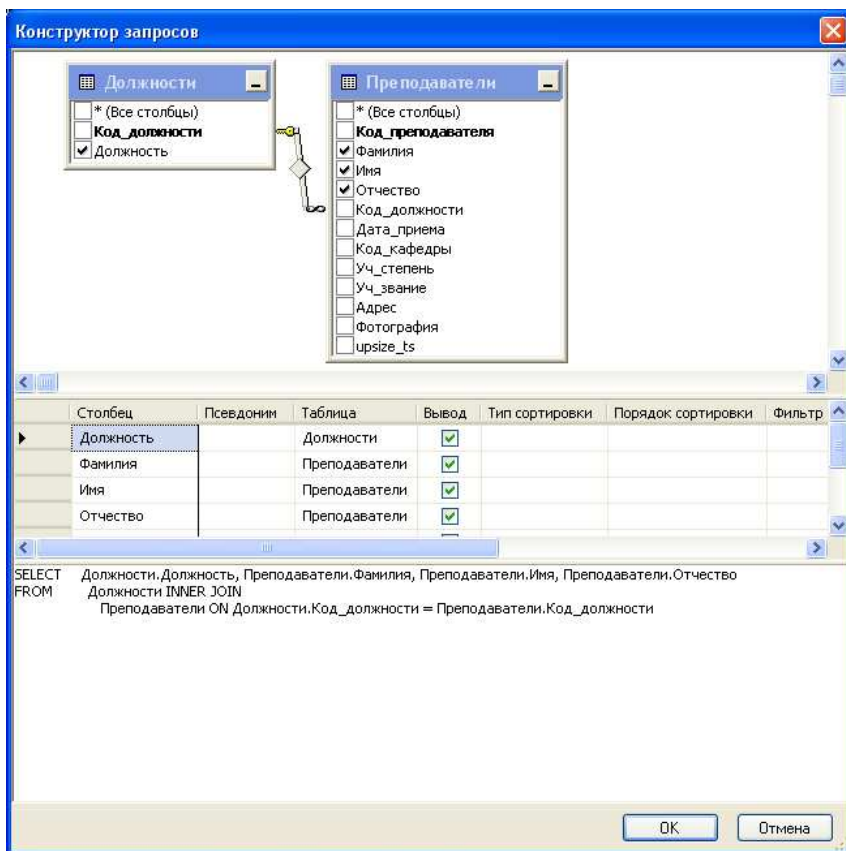 Конструктор запросов
Должности
* (Все столбцы)
Код_должности
Должность
Преподаватели
* (Все столбцы)
Код_преподавателя
Фамилия
Имя
Отчество
Код_должности
Дата_приема
Код_кафедры
Уч_степень
Уч_звание
Адрес
Фотография
upsize_ts
Столбец Псевдоним Таблица Вывод Тип сортировки Порядок сортировки Фильтр
Должность Должности
Фамилия Преподаватели
Имя Преподаватели
Отчество Преподаватели
SELECT Должности.Должность, Преподаватели.Фамилия, Преподаватели.Имя, Преподаватели.Отчество
FROM Должности INNER JOIN
Преподаватели ON Должности.Код_должности = Преподаватели.Код_должности
OK Отмена